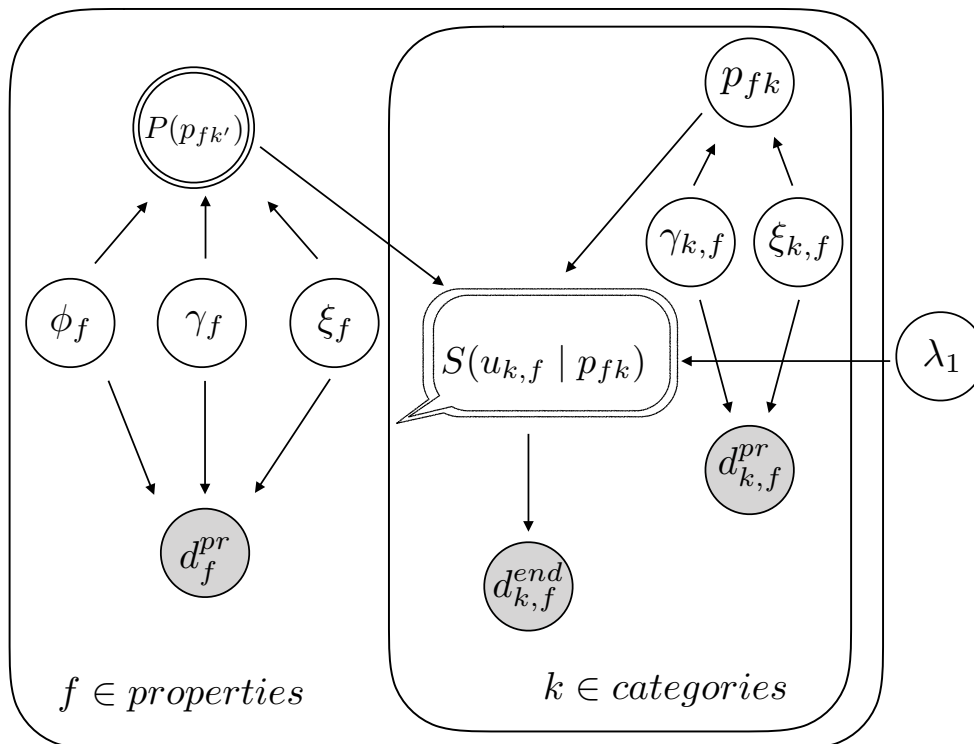 P(p_{fk'})
p_{fk}
γ_{k,f}
ξ_{k,f}
ϕ_f
γ_f
ξ_f
S(u_{k,f} | p_{fk})
λ_1
d^{pr}_{k,f}
d^{pr}_f
d^{end}_{k,f}
f ∈ properties
k ∈ categories